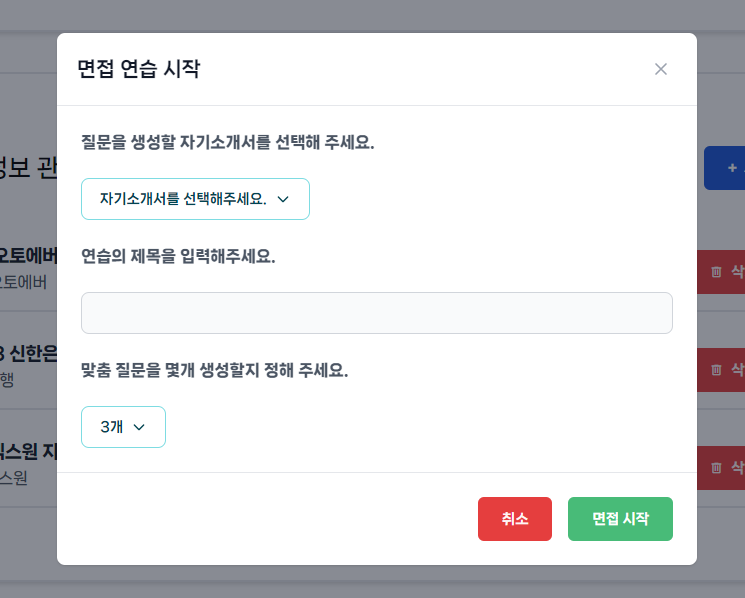 면접 연습 시작
질문을 생성할 자기소개서를 선택해 주세요.
자기소개서를 선택해주세요.
연습의 제목을 입력해주세요.
맞춤 질문을 몇개 생성할지 정해 주세요.
3개
취소 면접 시작
정보 관
오토에버
오토에버
삭
3 신한은
행
삭
스원 지
스원
삭